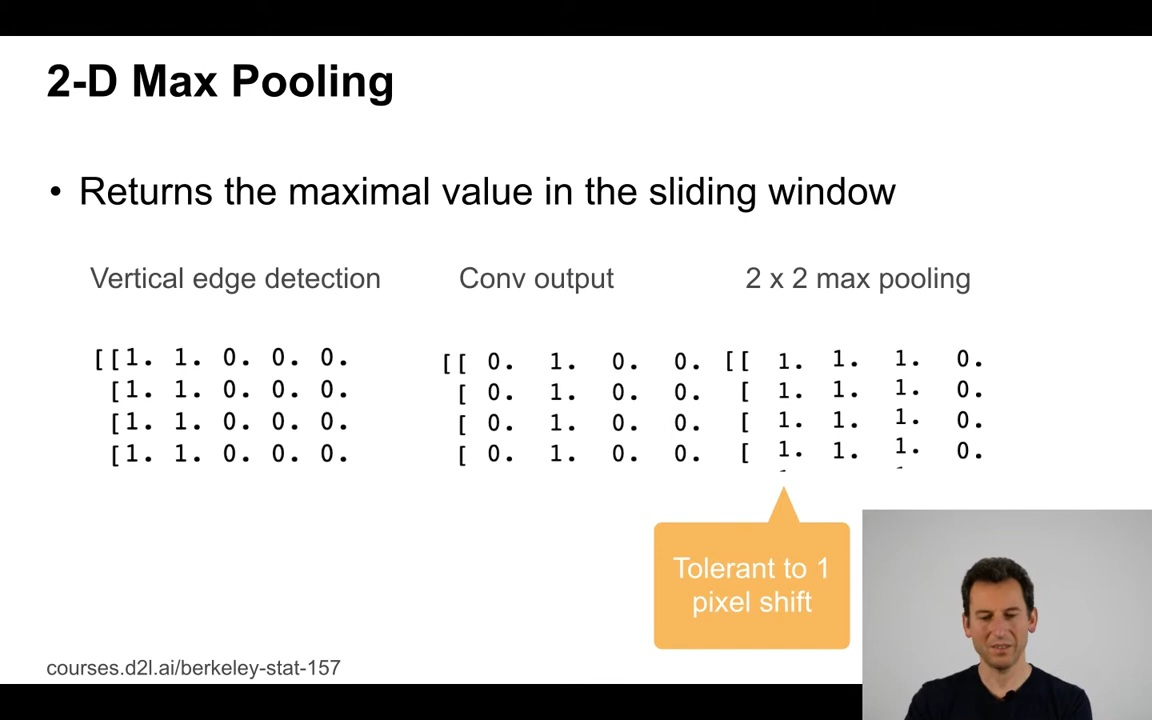 2-D Max Pooling
• Returns the maximal value in the sliding window
Vertical edge detection
[[1. 1. 0. 0. 0.
[1. 1. 0. 0. 0.
[1. 1. 0. 0. 0.
[1. 1. 0. 0. 0.
Conv output
[[ 0. 1. 0. 0.
[ 0. 1. 0. 0.
[ 0. 1. 0. 0.
[ 0. 1. 0. 0.
2 x 2 max pooling
[[ 1. 1. 1. 0.
[ 1. 1. 1. 0.
[ 1. 1. 1. 0.
[ 1. 1. 1. 0.
Tolerant to 1
pixel shift
courses.d2l.ai/berkeley-stat-157